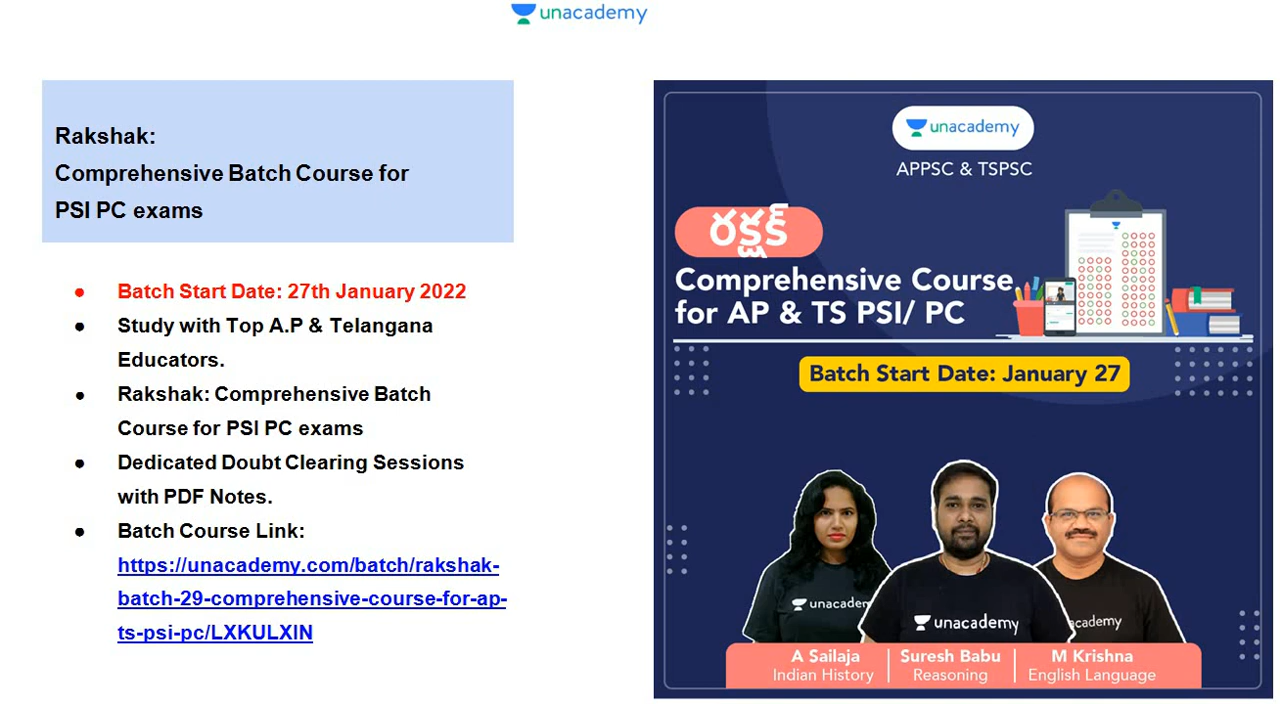 unacademy
Rakshak:
Comprehensive Batch Course for
PSI PC exams
● Batch Start Date: 27th January 2022
● Study with Top A.P & Telangana
Educators.
● Rakshak: Comprehensive Batch
Course for PSI PC exams
● Dedicated Doubt Clearing Sessions
with PDF Notes.
● Batch Course Link:
https://unacademy.com/batch/rakshak-
batch-29-comprehensive-course-for-ap-
ts-psi-pc/LXKULXIN
unacademy
APPSC & TSPSC
Comprehensive Course
for AP & TS PSI/ PC
Batch Start Date: January 27
unacadem
unacademy
cademy
A Sailaja
Indian History
Suresh Babu
Reasoning
M Krishna
English Language